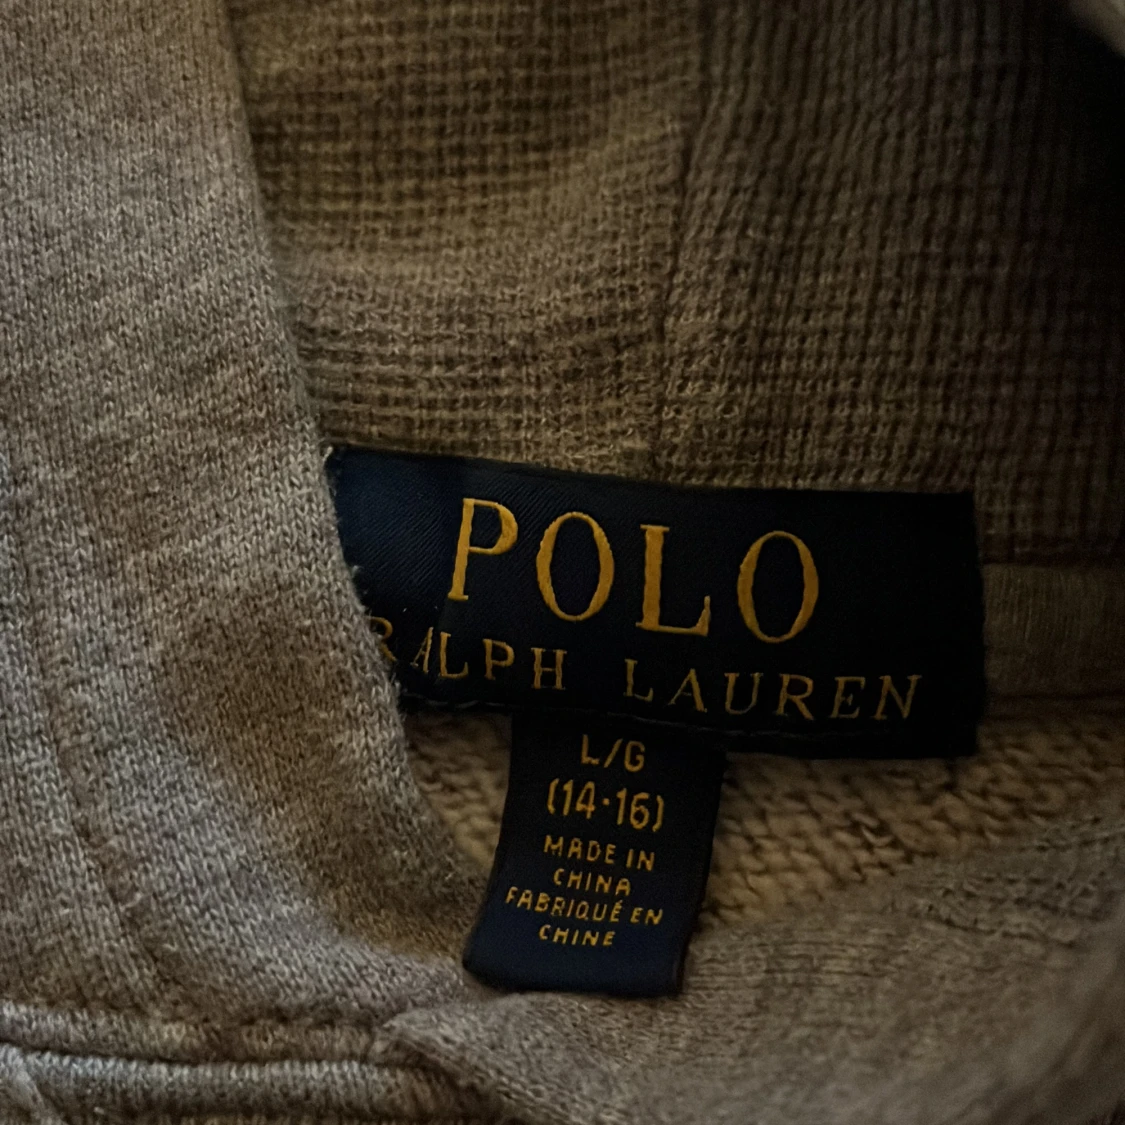 POLO
RALPH LAUREN
L/G
(14-16)
MADE IN
CHINA
FABRIQUÉ EN
CHINE